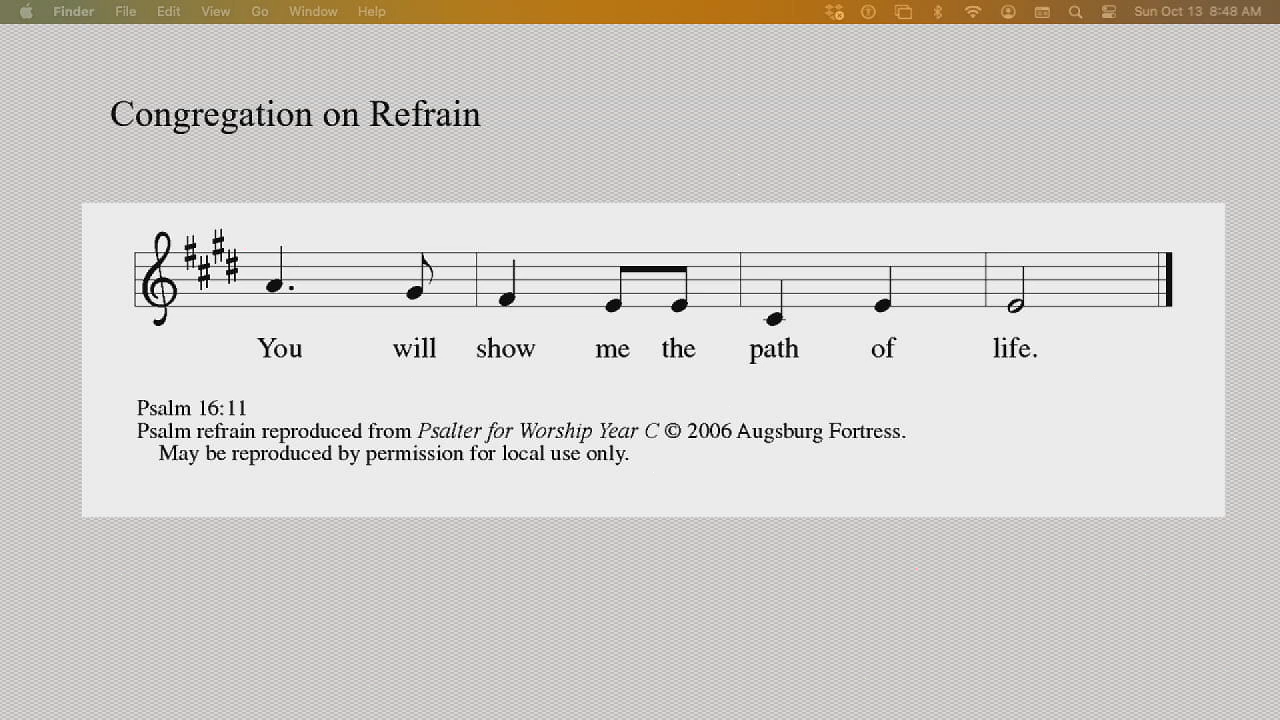 Finder File Edit View Go Window Help Sun Oct 13 8:48 AM
Congregation on Refrain
You will show me the path of life.
Psalm 16:11
Psalm refrain reproduced from Psalter for Worship Year C © 2006 Augsburg Fortress.
May be reproduced by permission for local use only.